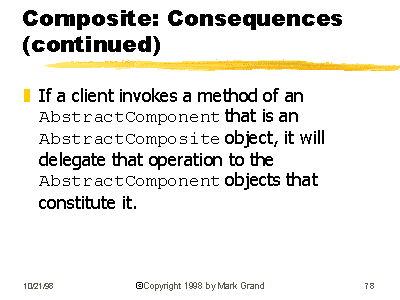 Composite: Consequences
(continued)
If a client invokes a method of an
AbstractComponent that is an
AbstractComposite object, it will
delegate that operation to the
AbstractComponent objects that
constitute it.
10/21/98 ©Copyright 1998 by Mark Grand 78